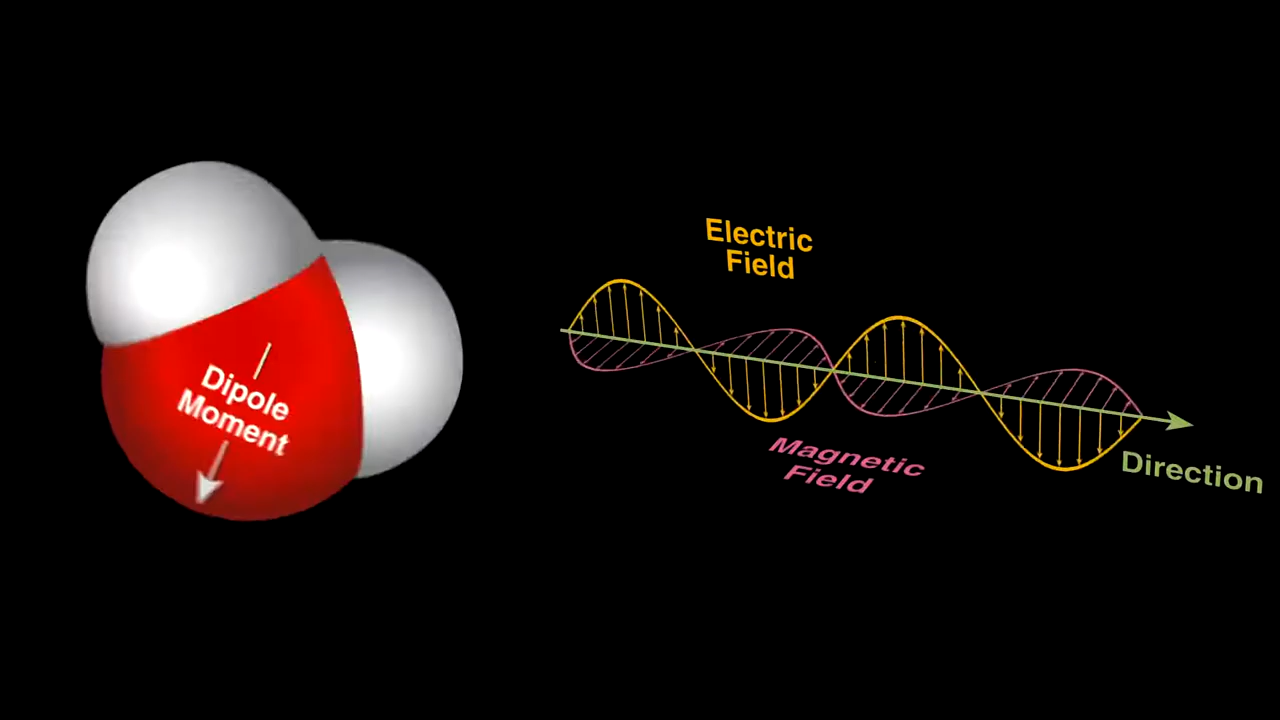 Dipole
Moment
Electric
Field
Magnetic
Field
Direction